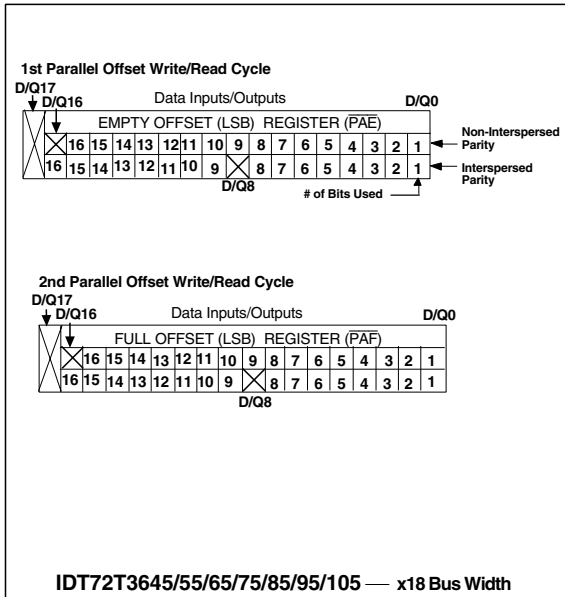 1st Parallel Offset Write/Read Cycle
D/Q17
D/Q16
Data Inputs/Outputs
D/Q0
EMPTY OFFSET (LSB) REGISTER (PAE)
16 15 14 13 12 11 10 9 8 7 6 5 4 3 2 1
Non-Interspersed
Parity
16 15 14 13 12 11 10 9 8 7 6 5 4 3 2 1
Interspersed
Parity
D/Q8
# of Bits Used
2nd Parallel Offset Write/Read Cycle
D/Q17
D/Q16
Data Inputs/Outputs
D/Q0
FULL OFFSET (LSB) REGISTER (PAF)
16 15 14 13 12 11 10 9 8 7 6 5 4 3 2 1
16 15 14 13 12 11 10 9 8 7 6 5 4 3 2 1
D/Q8
IDT72T3645/55/65/75/85/95/105 — x18 Bus Width